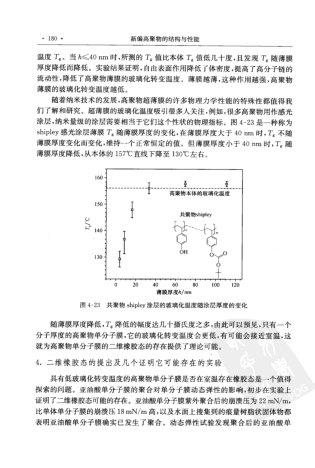 · 180 ·
新编高聚物的结构与性能
温度 Tg。当 h≤40 nm 时,所测的 Tg 值比本体 Tg 值低几十度,且发现 Tg 随薄膜
厚度降低而降低。实验结果证明,自由表面作用降低了体密度,提高了高分子链的
流动性,降低了高聚物薄膜的玻璃化转变温度。薄膜越薄,这种作用越强,高聚物
薄膜的玻璃化转变温度越低。
随着纳米技术的发展,高聚物超薄膜的许多物理力学性能的特殊性都值得我
们了解和研究。超薄膜的玻璃化温度吸引很多人关注,例如,很多高聚物用作感光
涂层,纳米量级的涂层需要相当于它们这个性状的物理指标。图 4-23 是一种称为
shipley 感光涂层薄膜 Tg 随薄膜厚度的变化,在薄膜厚度大于 40 nm 时,Tg 不随
薄膜厚度变化而变化,维持一个正常恒定的值。但薄膜厚度小于 40 nm 时,Tg 随
薄膜厚度降低,从本体的 157℃直线下降至 130℃左右。
160
150
140
130
Tg/℃
高聚物本体的玻璃化温度
共聚物shipley
OH
O
O
O
0 20 40 60 80 100 120
薄膜厚度h/nm
图 4-23 共聚物 shipley 涂层的玻璃化温度随涂层厚度的变化
随薄膜厚度降低,Tg 降低的幅度达几十摄氏度之多,由此可以预见,只有一个
分子厚度的高聚物单分子膜,它的玻璃化转变温度会更低,有可能会接近室温,这
就为高聚物单分子膜的二维橡胶态的存在提供了理论可能。
4. 二维橡胶态的提出及几个证明它可能存在的实验
具有低玻璃化转变温度的高聚物单分子膜是否在室温存在橡胶态是一个值得
探索的问题。亚油酸单分子膜的聚合对单分子膜动态弹性的影响,初步在实验上
证明了二维橡胶态可能的存在。亚油酸单分子膜紫外聚合后的崩溃压为 22 mN/m,
比单体单分子膜的崩溃压 18 mN/m 高,以及水面上搜集到的痕量树脂状固体物都
表明亚油酸单分子膜确实已发生了聚合。动态弹性试验发现聚合后的亚油酸单